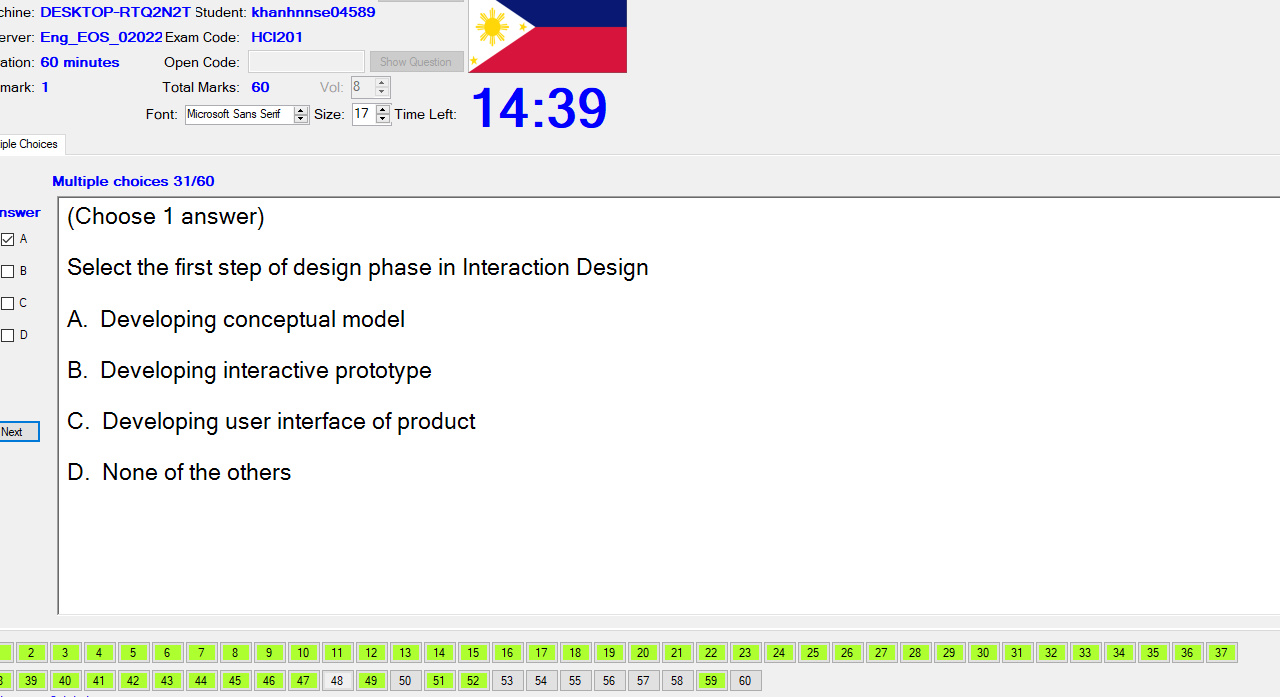 chine: DESKTOP-RTQ2N2T Student: khanhnnse04589
erver: Eng_EOS_02022 Exam Code: HCI201
ation: 60 minutes Open Code: Show Question
mark: 1 Total Marks: 60 Vol: 8
Font: Microsoft Sans Serif Size: 17 Time Left: 14:39
iple Choices
Multiple choices 31/60
nswer
A
B
C
D
Next
(Choose 1 answer)
Select the first step of design phase in Interaction Design
A. Developing conceptual model
B. Developing interactive prototype
C. Developing user interface of product
D. None of the others
2 3 4 5 6 7 8 9 10 11 12 13 14 15 16 17 18 19 20 21 22 23 24 25 26 27 28 29 30 31 32 33 34 35 36 37
39 40 41 42 43 44 45 46 47 48 49 50 51 52 53 54 55 56 57 58 59 60